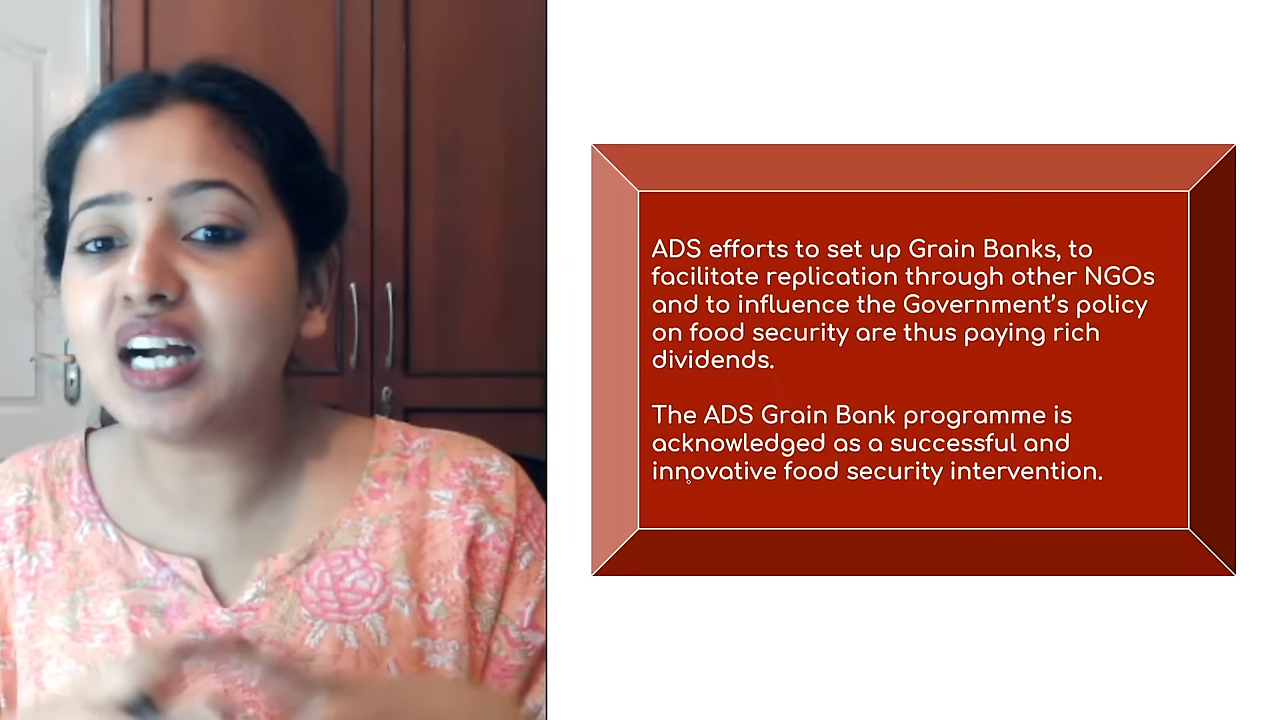 ADS efforts to set up Grain Banks, to
facilitate replication through other NGOs
and to influence the Government's policy
on food security are thus paying rich
dividends.
The ADS Grain Bank programme is
acknowledged as a successful and
innovative food security intervention.